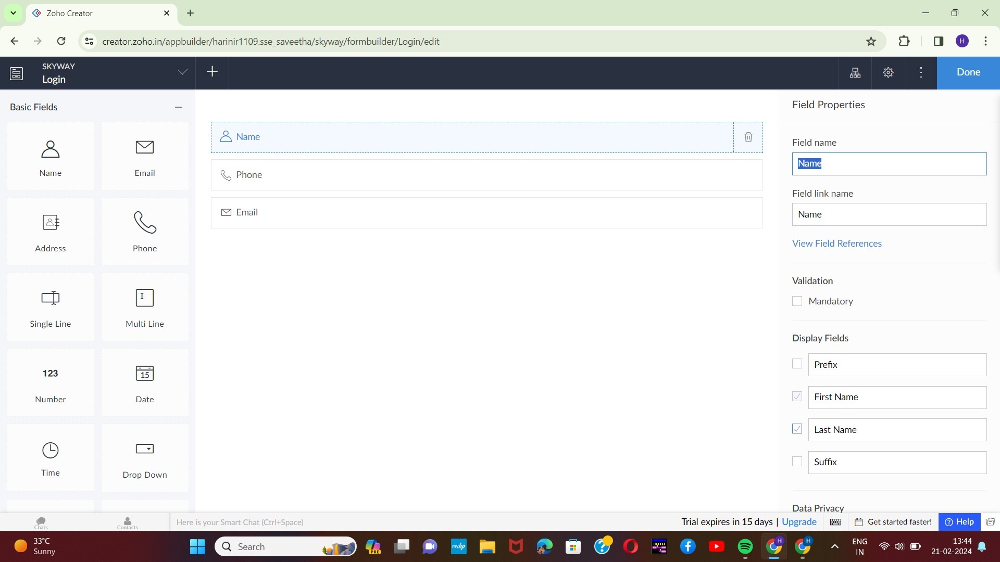 Zoho Creator
creator.zoho.in/appbuilder/harinir1109.sse_saveetha/skyway/formbuilder/Login/edit
H
SKYWAY
Login
Done
Basic Fields
Name
Email
Address
Phone
Single Line
Multi Line
123
Number
15
Date
Time
Drop Down
Name
Phone
Email
Field Properties
Field name
Name
Field link name
Name
View Field References
Validation
Mandatory
Display Fields
Prefix
First Name
Last Name
Suffix
Data Privacy
Chats
Contacts
Here is your Smart Chat (Ctrl+Space)
Trial expires in 15 days | Upgrade
Get started faster!
Help
33°C
Sunny
Search
PRE
myhp
DATA
H
H
ENG
IN
13:44
21-02-2024